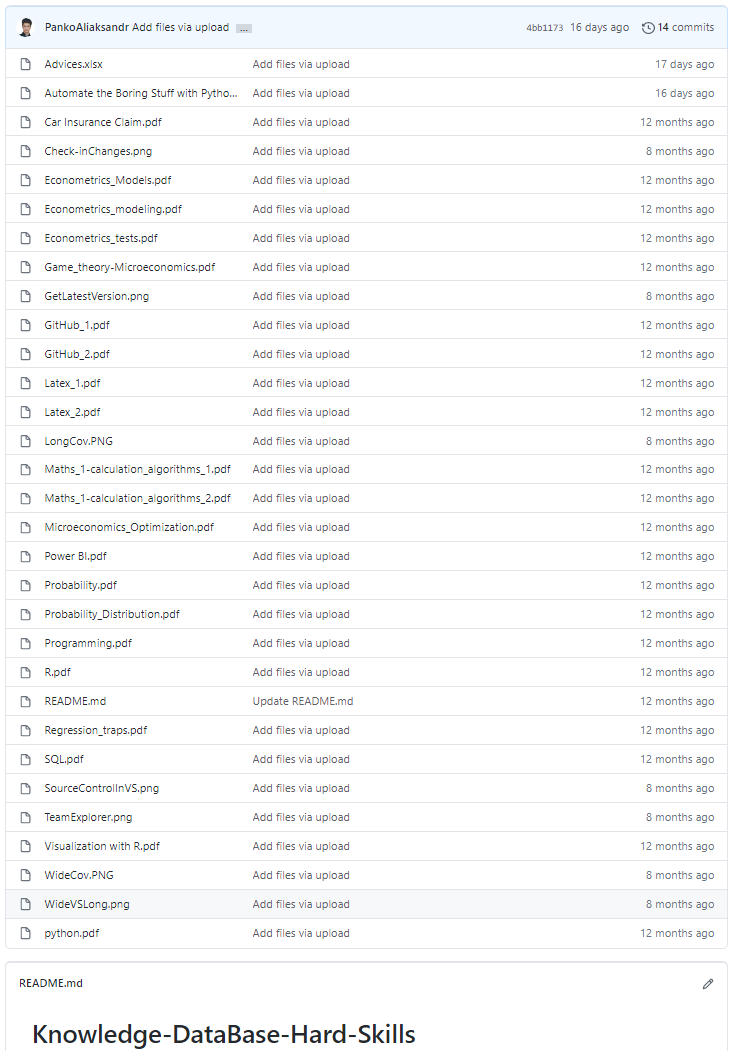 PankoAliaksandr Add files via upload ... 4bb1173 16 days ago 14 commits
Advices.xlsx Add files via upload 17 days ago
Automate the Boring Stuff with Pytho... Add files via upload 16 days ago
Car Insurance Claim.pdf Add files via upload 12 months ago
Check-inChanges.png Add files via upload 8 months ago
Econometrics_Models.pdf Add files via upload 12 months ago
Econometrics_modeling.pdf Add files via upload 12 months ago
Econometrics_tests.pdf Add files via upload 12 months ago
Game_theory-Microeconomics.pdf Add files via upload 12 months ago
GetLatestVersion.png Add files via upload 8 months ago
GitHub_1.pdf Add files via upload 12 months ago
GitHub_2.pdf Add files via upload 12 months ago
Latex_1.pdf Add files via upload 12 months ago
Latex_2.pdf Add files via upload 12 months ago
LongCov.PNG Add files via upload 8 months ago
Maths_1-calculation_algorithms_1.pdf Add files via upload 12 months ago
Maths_1-calculation_algorithms_2.pdf Add files via upload 12 months ago
Microeconomics_Optimization.pdf Add files via upload 12 months ago
Power BI.pdf Add files via upload 12 months ago
Probability.pdf Add files via upload 12 months ago
Probability_Distribution.pdf Add files via upload 12 months ago
Programming.pdf Add files via upload 12 months ago
R.pdf Add files via upload 12 months ago
README.md Update README.md 12 months ago
Regression_traps.pdf Add files via upload 12 months ago
SQL.pdf Add files via upload 12 months ago
SourceControlInVS.png Add files via upload 8 months ago
TeamExplorer.png Add files via upload 8 months ago
Visualization with R.pdf Add files via upload 12 months ago
WideCov.PNG Add files via upload 8 months ago
WideVSLong.png Add files via upload 8 months ago
python.pdf Add files via upload 12 months ago
README.md
Knowledge-DataBase-Hard-Skills